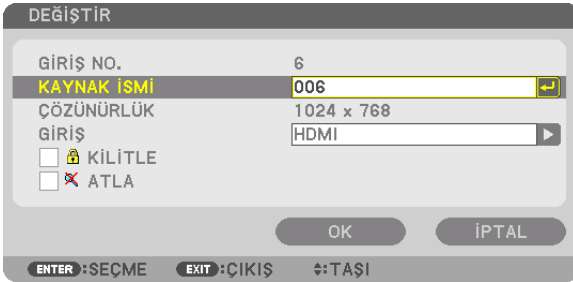 DEĞİŞTİR
GİRİŞ NO. 6
KAYNAK İSMİ 006
ÇÖZÜNÜRLÜK 1024 x 768
GİRİŞ HDMI
KİLİTLE
ATLA
OK İPTAL
ENTER :SEÇME EXIT :ÇIKIŞ :TAŞI